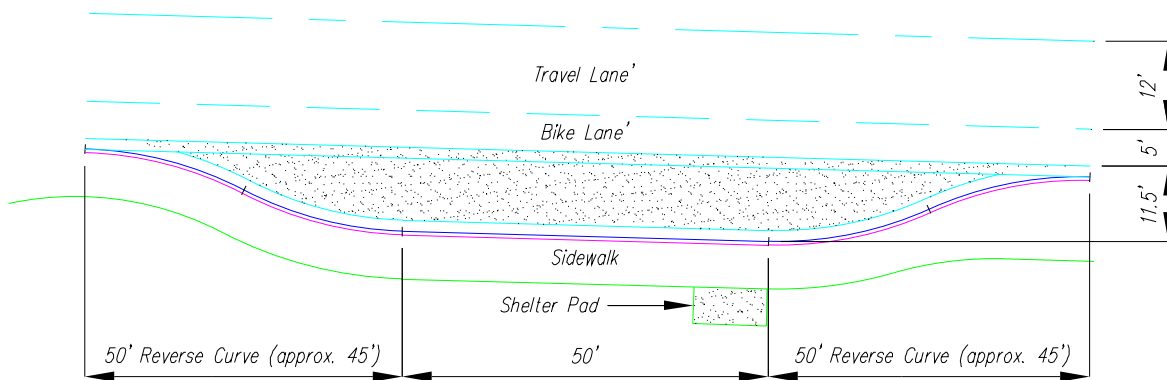 Travel Lane'
12'
Bike Lane'
5'
11.5'
Sidewalk
Shelter Pad
50' Reverse Curve (approx. 45')
50'
50' Reverse Curve (approx. 45')